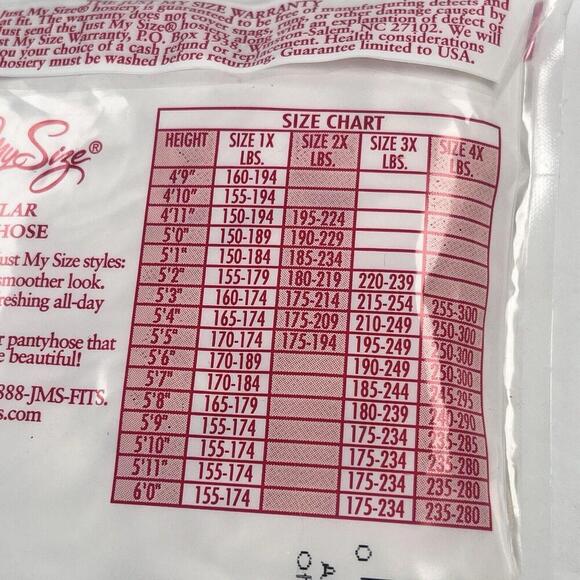 Just My Size® hosiery is guaranteed to be free of manufacturing defects and
SIZE WARRANTY
fit. The warranty does not cover bagging, snags, or damage caused by
just send the Just My Size® hosery with an explanation of defect or
st My Size Warranty, P.O. Box 1538, Winston-Salem, NC 27102. We will
you your choice of a cash refund or replacement. Health considerations
hosiery must be washed before returning. Guarantee limited to USA.
My Size®
LAR
HOSE
ust My Size styles:
smoother look.
freshing all-day
r pantyhose that
e beautiful!
888-JMS-FITS.
s.com
SIZE CHART
HEIGHT SIZE 1X LBS. SIZE 2X LBS. SIZE 3X LBS. SIZE 4X LBS.
4'9" 160-194
4'10" 155-194
4'11" 150-194 195-224
5'0" 150-189 190-229
5'1" 150-184 185-234
5'2" 155-179 180-219 220-239
5'3" 160-174 175-214 215-254 255-300
5'4" 165-174 175-209 210-249 250-300
5'5" 170-174 175-194 195-249 250-300
5'6" 170-189 190-249 250-300
5'7" 170-184 185-244 245-295
5'8" 165-179 180-239 240-290
5'9" 155-174 175-234 235-285
5'10" 155-174 175-234 235-280
5'11" 155-174 175-234 235-280
6'0" 155-174 175-234 235-280